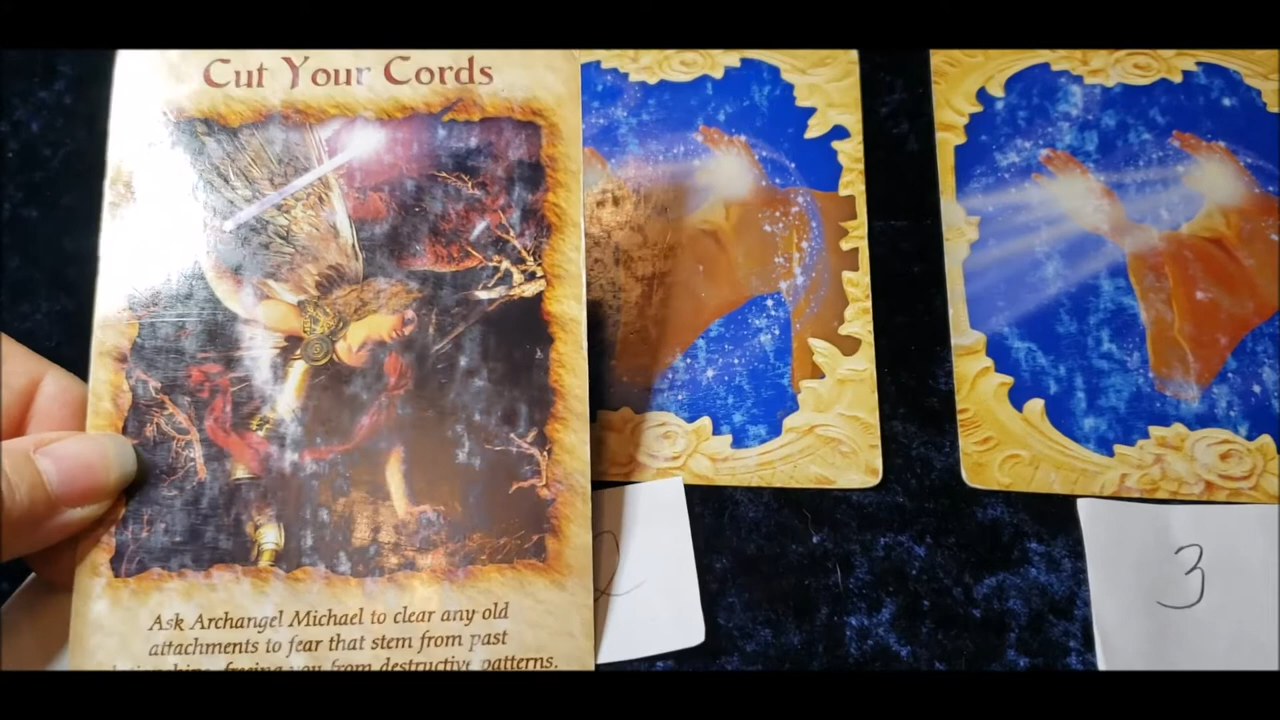 Cut Your Cords
Ask Archangel Michael to clear any old
attachments to fear that stem from past
freeing you from destructive patterns.
2
3